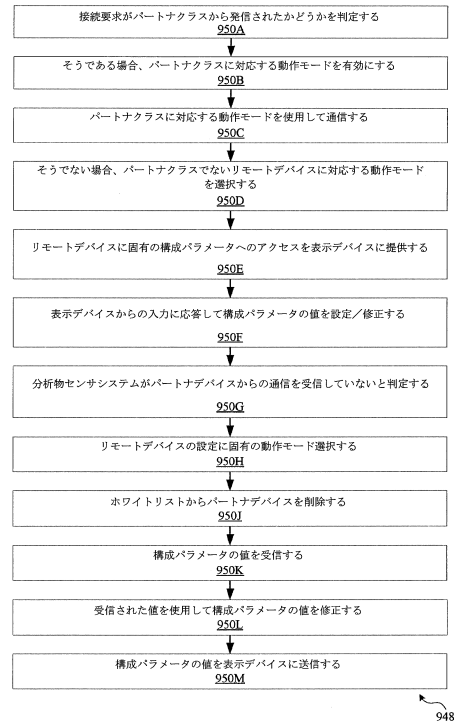 接続要求がパートナクラスから発信されたかどうかを判定する
950A
そうである場合、パートナクラスに対応する動作モードを有効にする
950B
パートナクラスに対応する動作モードを使用して通信する
950C
そうでない場合、パートナクラスでないリモートデバイスに対応する動作モード
を選択する
950D
リモートデバイスに固有の構成パラメータへのアクセスを表示デバイスに提供する
950E
表示デバイスからの入力に応答して構成パラメータの値を設定／修正する
950F
分析物センサシステムがパートナデバイスからの通信を受信していないと判定する
950G
リモートデバイスの設定に固有の動作モード選択する
950H
ホワイトリストからパートナデバイスを削除する
950J
構成パラメータの値を受信する
950K
受信された値を使用して構成パラメータの値を修正する
950L
構成パラメータの値を表示デバイスに送信する
950M
948